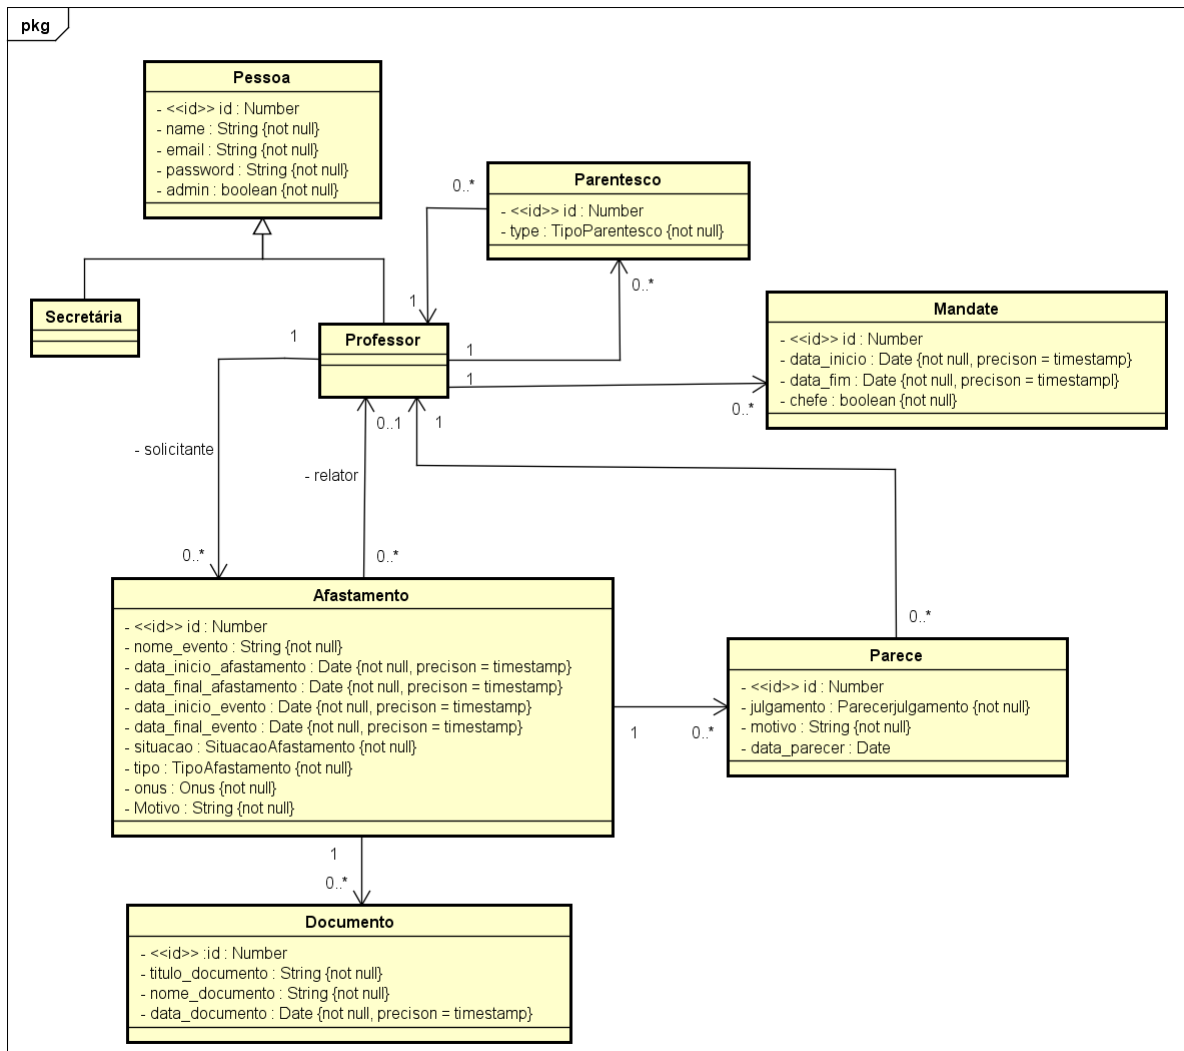 pkg
Pessoa
- <<id>> id : Number
- name : String {not null}
- email : String {not null}
- password : String {not null}
- admin : boolean {not null}
Parentesco
- <<id>> id : Number
- type : TipoParentesco {not null}
0..*
1
0..*
1
Secretária
Professor
1
1
0..*
Mandate
- <<id>> id : Number
- data_inicio : Date {not null, precison = timestamp}
- data_fim : Date {not null, precison = timestampl}
- chefe : boolean {not null}
- solicitante
0..*
0..1
- relator
0..*
1
0..*
Afastamento
- <<id>> id : Number
- nome_evento : String {not null}
- data_inicio_afastamento : Date {not null, precison = timestamp}
- data_final_afastamento : Date {not null, precison = timestamp}
- data_inicio_evento : Date {not null, precison = timestamp}
- data_final_evento : Date {not null, precison = timestamp}
- situacao : SituacaoAfastamento {not null}
- tipo : TipoAfastamento {not null}
- onus : Onus {not null}
- Motivo : String {not null}
1
0..*
Parece
- <<id>> id : Number
- julgamento : Parecerjulgamento {not null}
- motivo : String {not null}
- data_parecer : Date
1
0..*
Documento
- <<id>> :id : Number
- titulo_documento : String {not null}
- nome_documento : String {not null}
- data_documento : Date {not null, precison = timestamp}